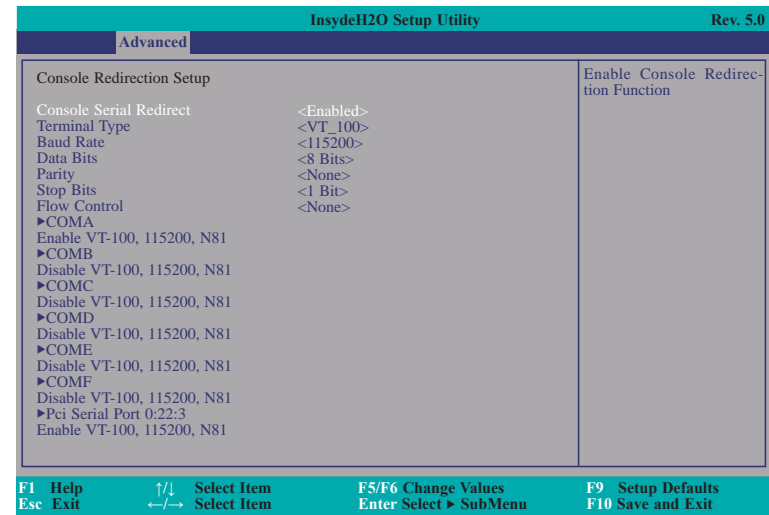 InsydeH2O Setup Utility Rev. 5.0
Advanced
Console Redirection Setup
Console Serial Redirect <Enabled>
Terminal Type <VT_100>
Baud Rate <115200>
Data Bits <8 Bits>
Parity <None>
Stop Bits <1 Bit>
Flow Control <None>
▶COMA
Enable VT-100, 115200, N81
▶COMB
Disable VT-100, 115200, N81
▶COMC
Disable VT-100, 115200, N81
▶COMD
Disable VT-100, 115200, N81
▶COME
Disable VT-100, 115200, N81
▶COMF
Disable VT-100, 115200, N81
▶Pci Serial Port 0:22:3
Enable VT-100, 115200, N81
Enable Console Redirec-
tion Function
F1 Help ↑/↓ Select Item F5/F6 Change Values F9 Setup Defaults
Esc Exit ←/→ Select Item Enter Select ▶ SubMenu F10 Save and Exit